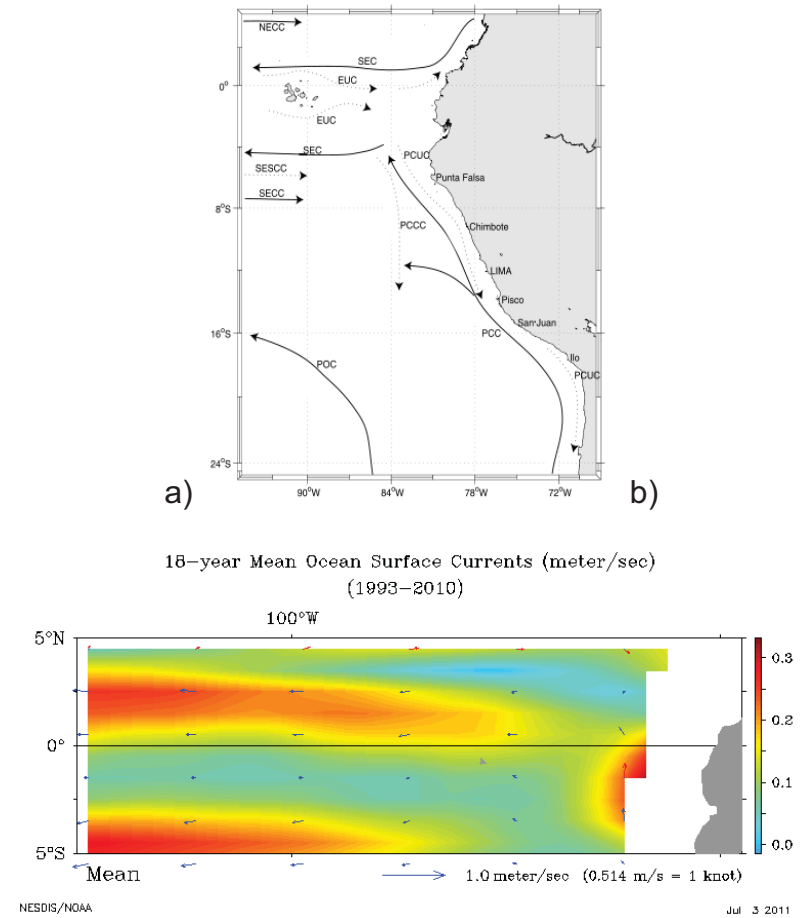 NECC
SEC
EUC
0°
EUC
SEC
PCUC
SESCC
Punta Falsa
SECC
8°S
PCCC
Chimbote
LIMA
Pisco
San Juan
16°S
PCC
Ilo
POC
PCUC
24°S
90°W 84°W 78°W 72°W
a) b)
18-year Mean Ocean Surface Currents (meter/sec)
(1993-2010)
100°W
5°N
0.3
0.2
0°
0.1
0.0
5°S
Mean
1.0 meter/sec (0.514 m/s = 1 knot)
NESDIS/NOAA
Jul 3 2011